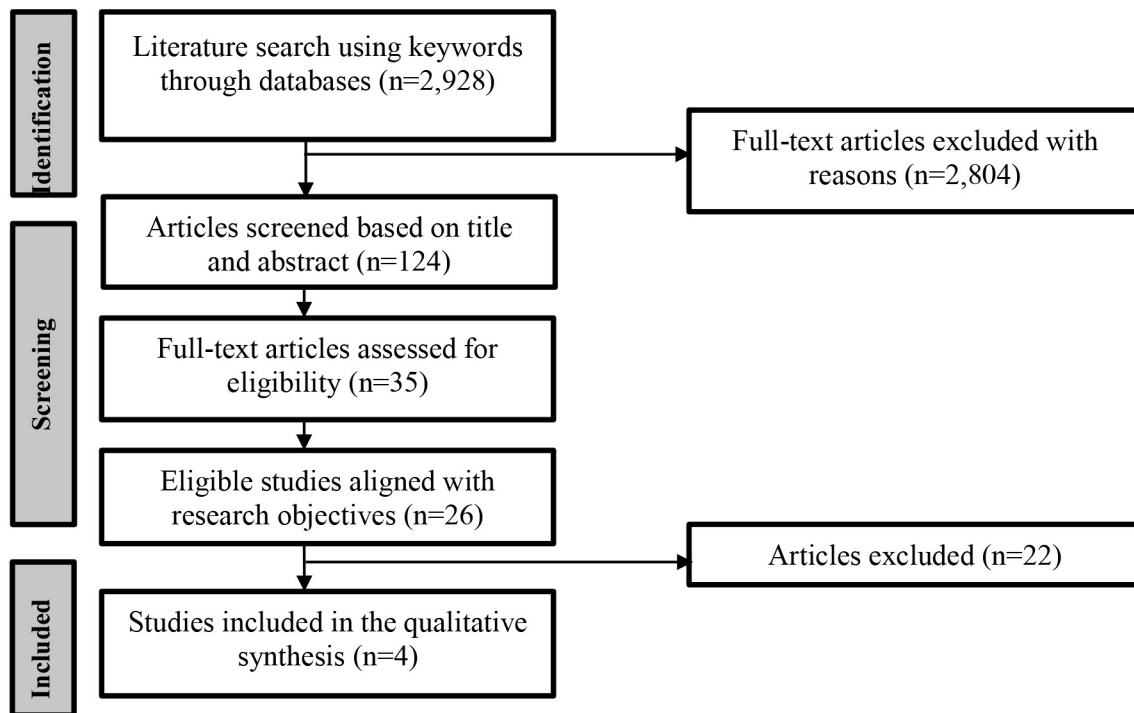 Identification
Literature search using keywords
through databases (n=2,928)
Full-text articles excluded with
reasons (n=2,804)
Screening
Articles screened based on title
and abstract (n=124)
Full-text articles assessed for
eligibility (n=35)
Eligible studies aligned with
research objectives (n=26)
Articles excluded (n=22)
Included
Studies included in the qualitative
synthesis (n=4)